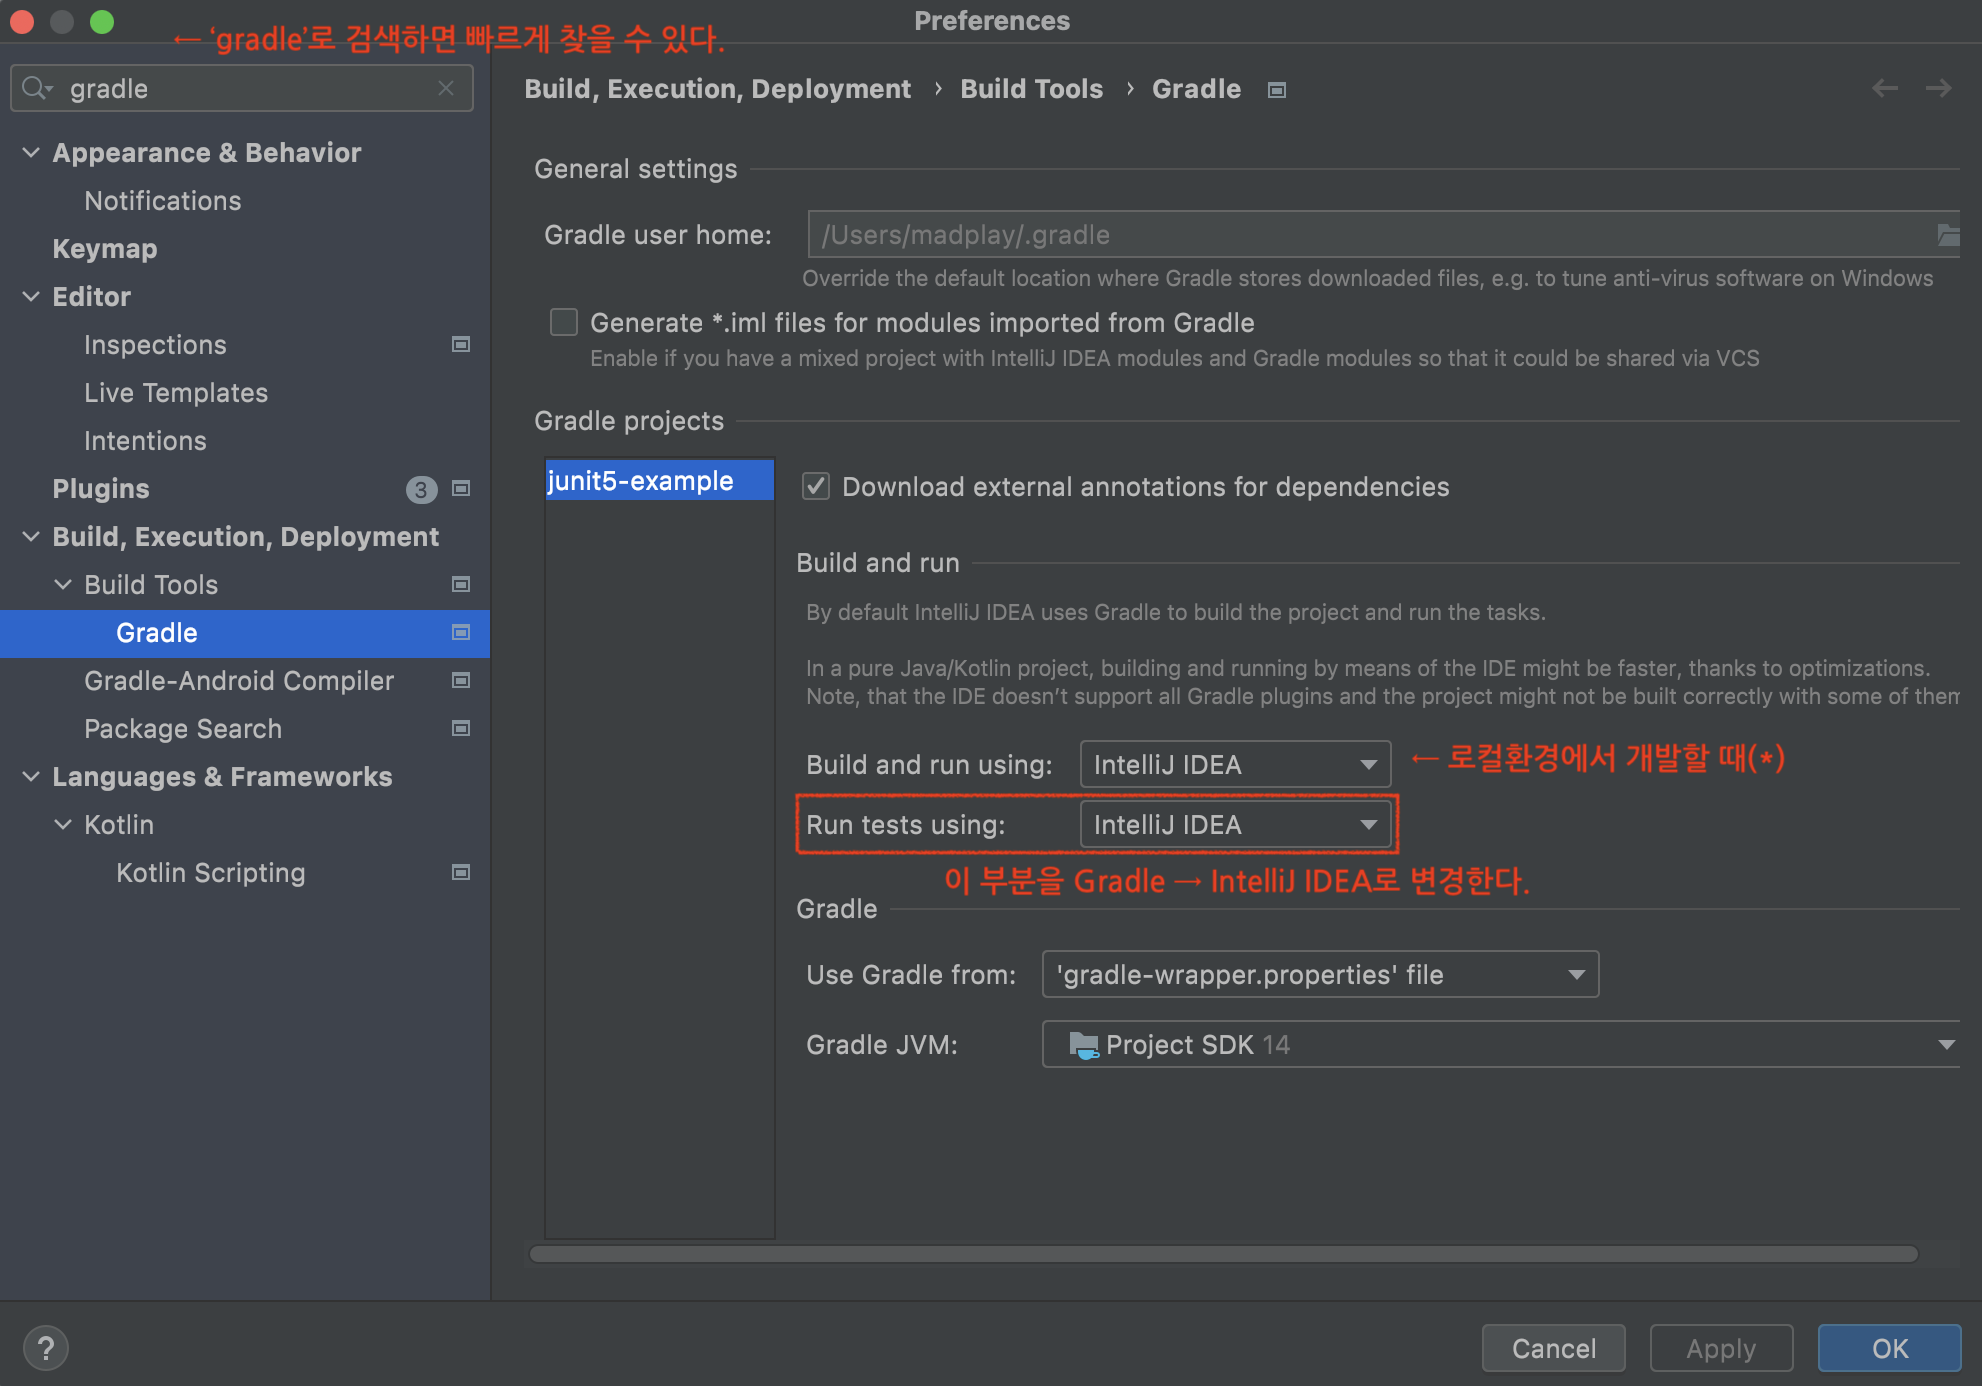 Preferences
← ‘gradle’로 검색하면 빠르게 찾을 수 있다.
gradle
Appearance & Behavior
Notifications
Keymap
Editor
Inspections
Live Templates
Intentions
Plugins 3
Build, Execution, Deployment
Build Tools
Gradle
Gradle-Android Compiler
Package Search
Languages & Frameworks
Kotlin
Kotlin Scripting
Build, Execution, Deployment › Build Tools › Gradle
General settings
Gradle user home: /Users/madplay/.gradle
Override the default location where Gradle stores downloaded files, e.g. to tune anti-virus software on Windows
Generate *.iml files for modules imported from Gradle
Enable if you have a mixed project with IntelliJ IDEA modules and Gradle modules so that it could be shared via VCS
Gradle projects
junit5-example
Download external annotations for dependencies
Build and run
By default IntelliJ IDEA uses Gradle to build the project and run the tasks.
In a pure Java/Kotlin project, building and running by means of the IDE might be faster, thanks to optimizations.
Note, that the IDE doesn’t support all Gradle plugins and the project might not be built correctly with some of them
Build and run using: IntelliJ IDEA ← 로컬환경에서 개발할 때(*)
Run tests using: IntelliJ IDEA
이 부분을 Gradle → IntelliJ IDEA로 변경한다.
Gradle
Use Gradle from: 'gradle-wrapper.properties' file
Gradle JVM: Project SDK 14
?
Cancel
Apply
OK